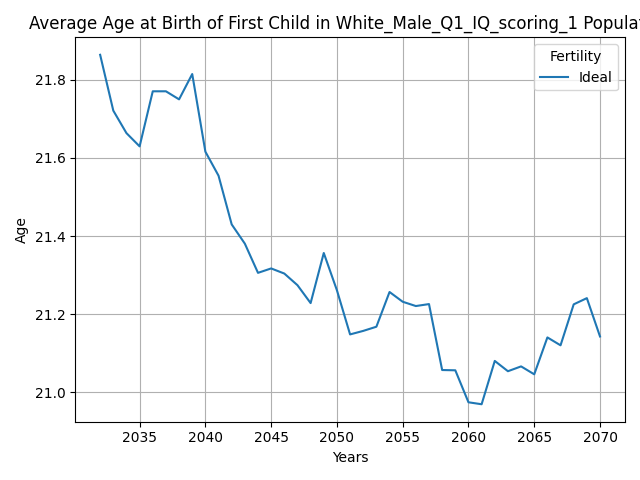 Average Age at Birth of First Child in White_Male_Q1_IQ_scoring_1 Popula
Fertility
Ideal
21.8
21.6
21.4
21.2
21.0
Age
2035 2040 2045 2050 2055 2060 2065 2070
Years